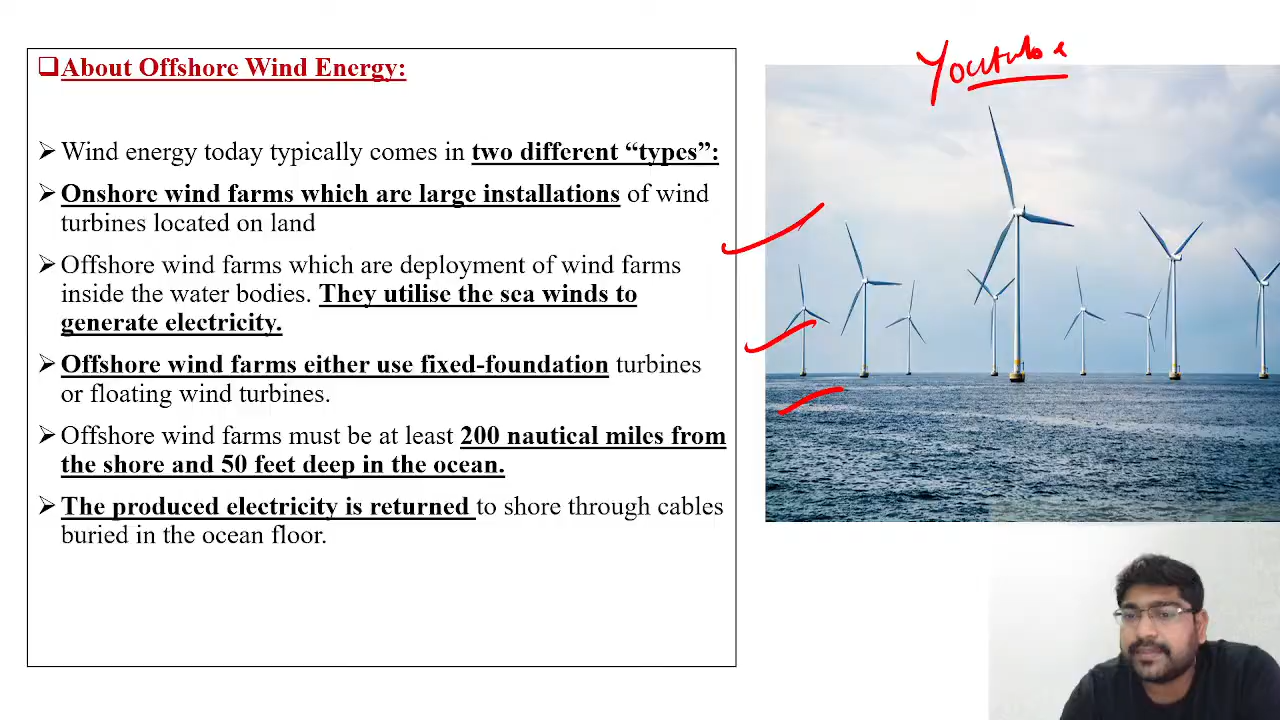 Youtube
❑About Offshore Wind Energy:
➢Wind energy today typically comes in two different “types”:
➢Onshore wind farms which are large installations of wind
turbines located on land
➢Offshore wind farms which are deployment of wind farms
inside the water bodies. They utilise the sea winds to
generate electricity.
➢Offshore wind farms either use fixed-foundation turbines
or floating wind turbines.
➢Offshore wind farms must be at least 200 nautical miles from
the shore and 50 feet deep in the ocean.
➢The produced electricity is returned to shore through cables
buried in the ocean floor.